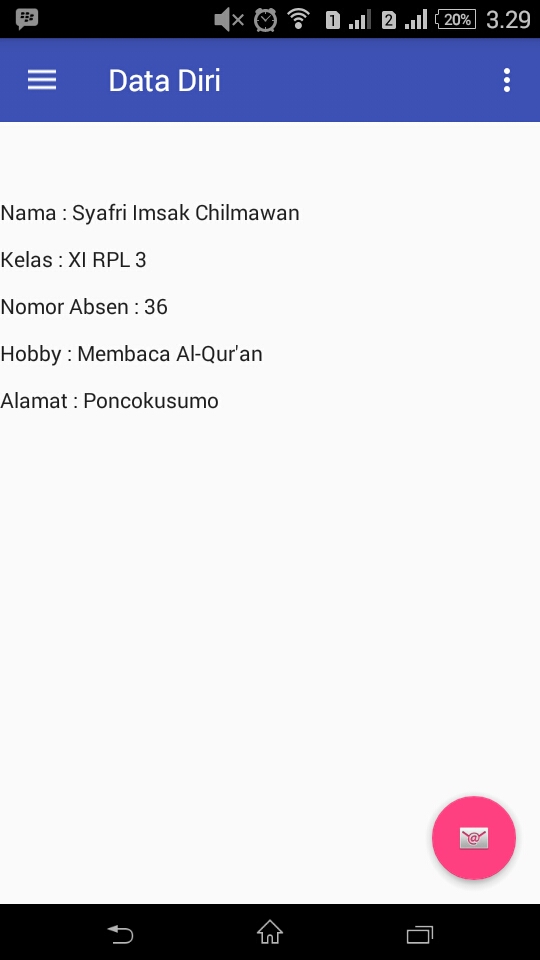 1 2 20% 3.29
Data Diri
Nama : Syafri Imsak Chilmawan
Kelas : XI RPL 3
Nomor Absen : 36
Hobby : Membaca Al-Qur'an
Alamat : Poncokusumo
@